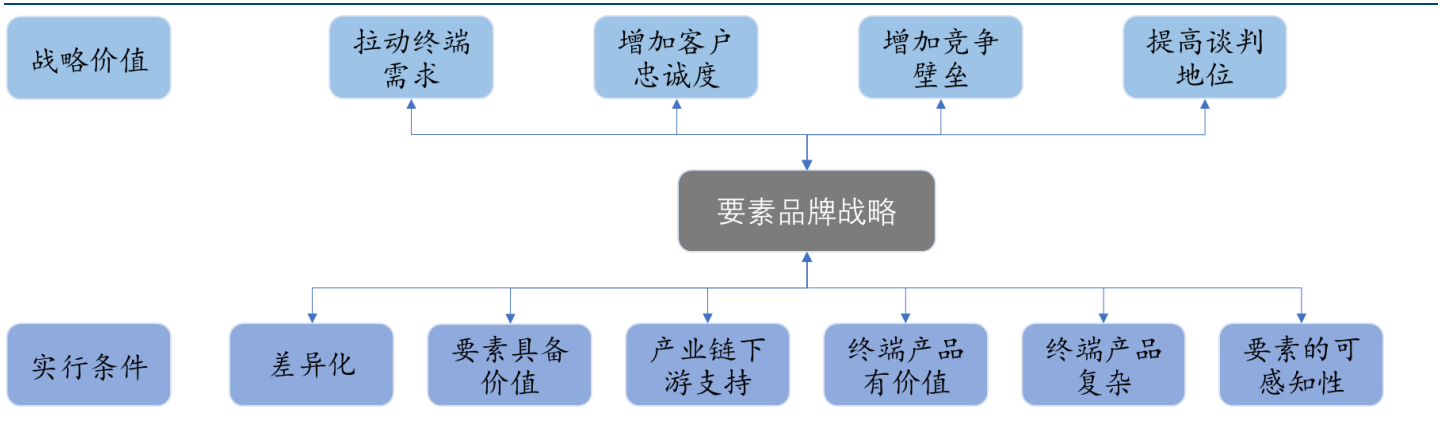 战略价值
拉动终端
需求
增加客户
忠诚度
增加竞争
壁垒
提高谈判
地位
要素品牌战略
实行条件
差异化
要素具备
价值
产业链下
游支持
终端产品
有价值
终端产品
复杂
要素的可
感知性